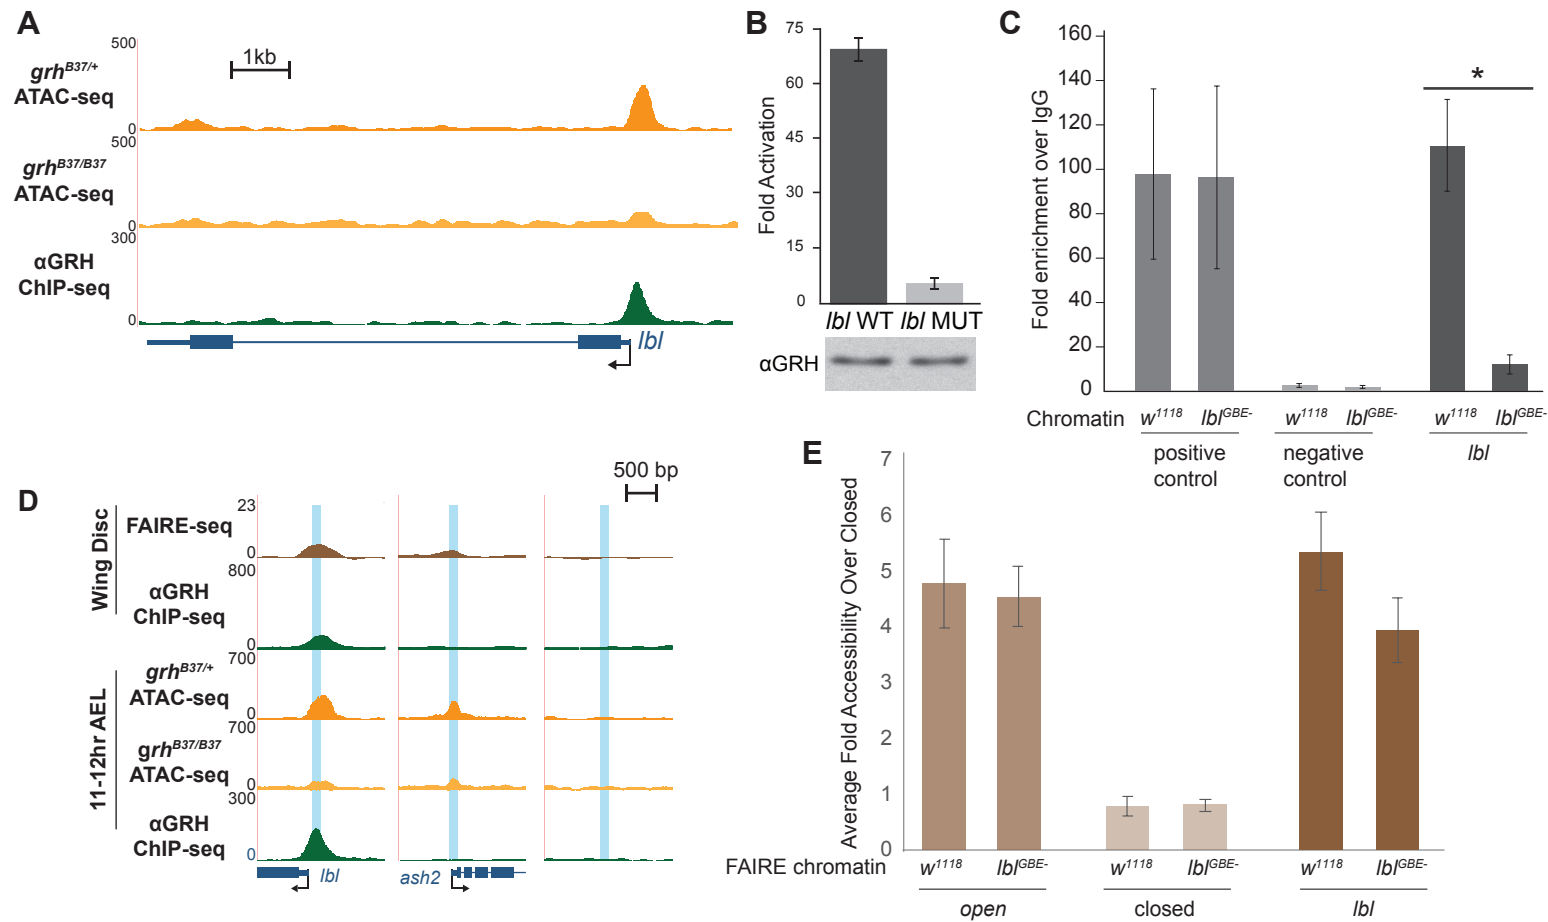 A
500
1kb
grhB37/+
ATAC-seq
0
500
grhB37/B37
ATAC-seq
0
300
αGRH
ChIP-seq
0
lbl
B
75
60
45
30
15
0
Fold Activation
lbl WT lbl MUT
αGRH
C
160
140
120
100
80
60
40
20
0
Fold enrichment over IgG
*
Chromatin w1118 lblGBE- w1118 lblGBE- w1118 lblGBE-
positive control
negative control
lbl
D
500 bp
Wing Disc
23
FAIRE-seq
0
800
αGRH
ChIP-seq
0
11-12hr AEL
700
grhB37/+
ATAC-seq
0
700
grhB37/B37
ATAC-seq
0
300
αGRH
ChIP-seq
0
lbl
ash2
E
7
6
5
4
3
2
1
0
Average Fold Accessibility Over Closed
FAIRE chromatin w1118 lblGBE- w1118 lblGBE- w1118 lblGBE-
open closed lbl